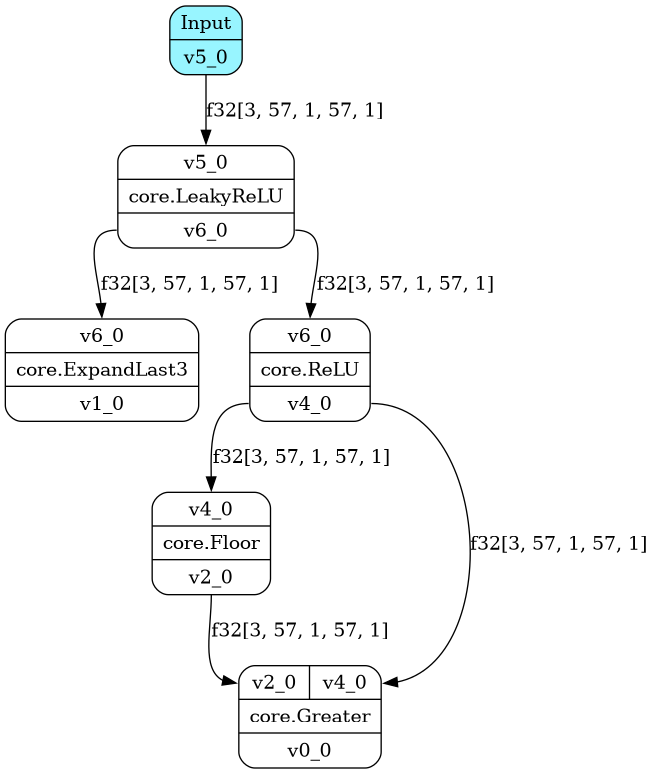 Input
v5_0
f32[3, 57, 1, 57, 1]
v5_0
core.LeakyReLU
v6_0
f32[3, 57, 1, 57, 1]
f32[3, 57, 1, 57, 1]
v6_0
core.ExpandLast3
v1_0
v6_0
core.ReLU
v4_0
f32[3, 57, 1, 57, 1]
f32[3, 57, 1, 57, 1]
v4_0
core.Floor
v2_0
f32[3, 57, 1, 57, 1]
v2_0 v4_0
core.Greater
v0_0